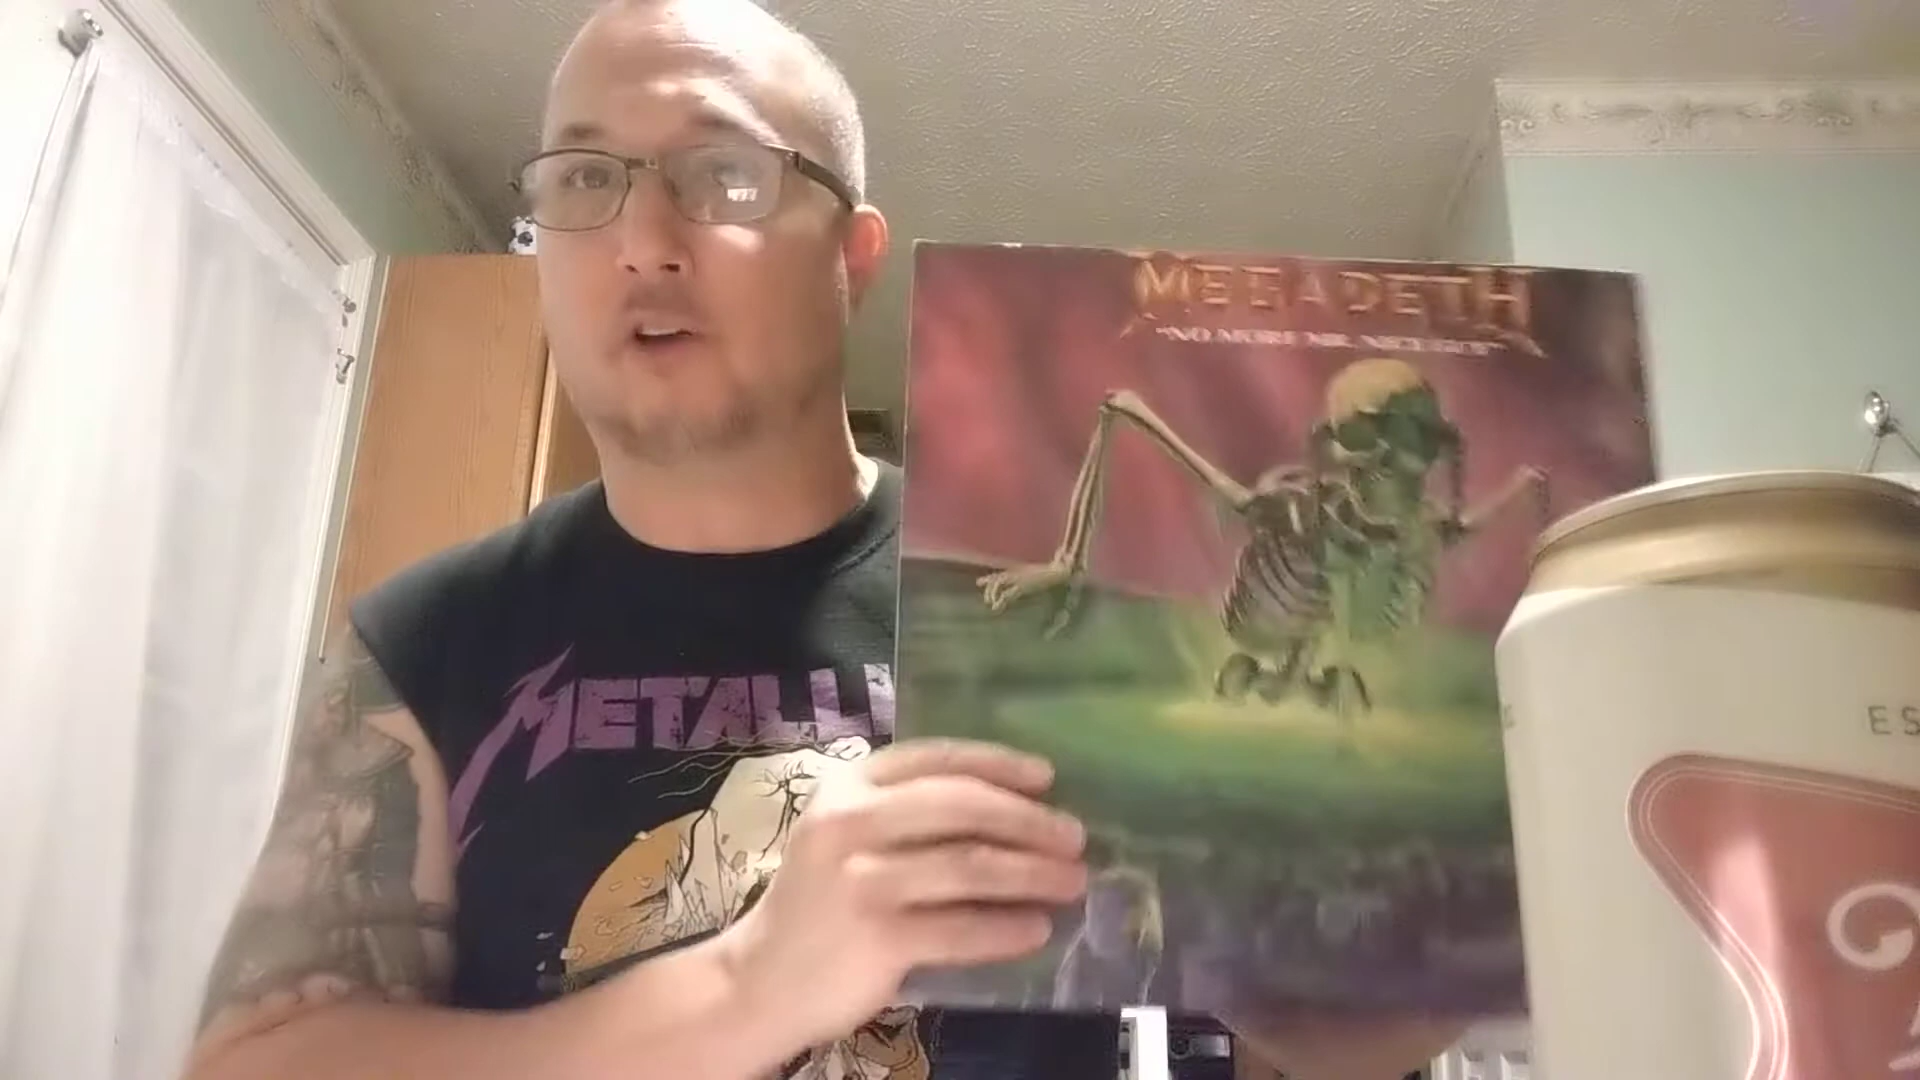 MEGADETH
"NO MORE MR. NICE GUY"
METALLI
ES